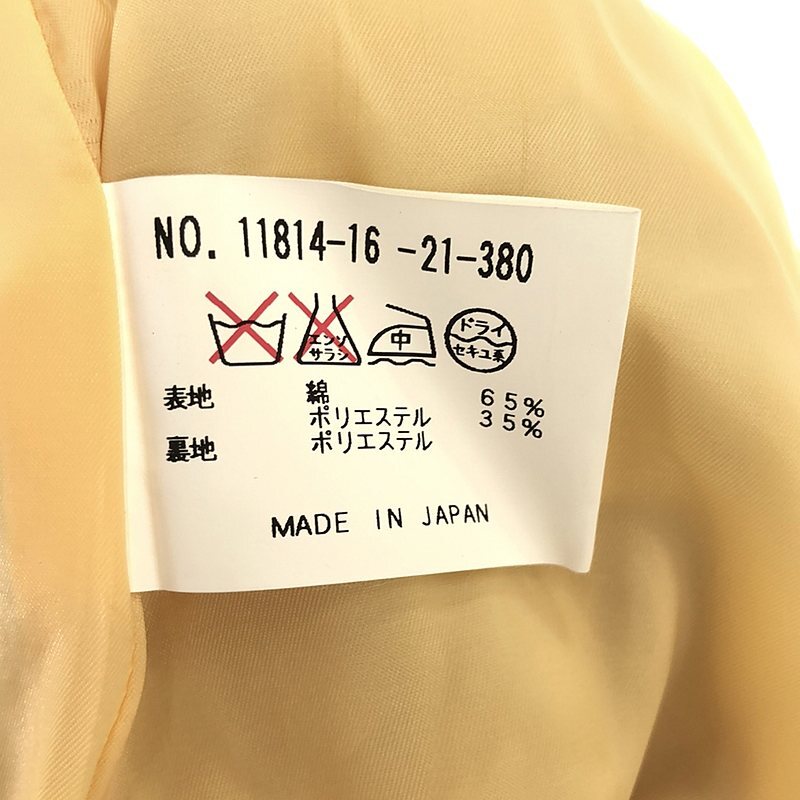 NO. 11814-16 -21-380
エンソ
サラシ
中
ドライ
セキユ系
表地 綿 65%
ポリエステル 35%
裏地 ポリエステル
MADE IN JAPAN